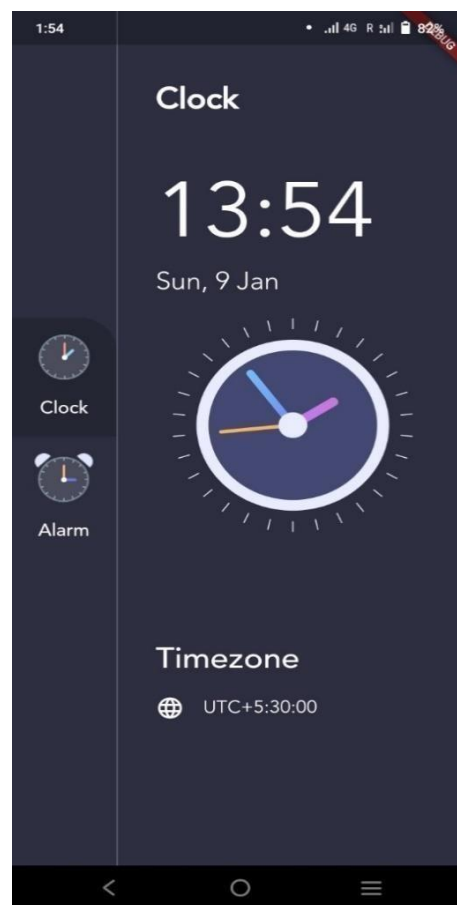 1:54
4G R 82%
DEBUG
Clock
13:54
Sun, 9 Jan
Clock
Alarm
Timezone
UTC+5:30:00